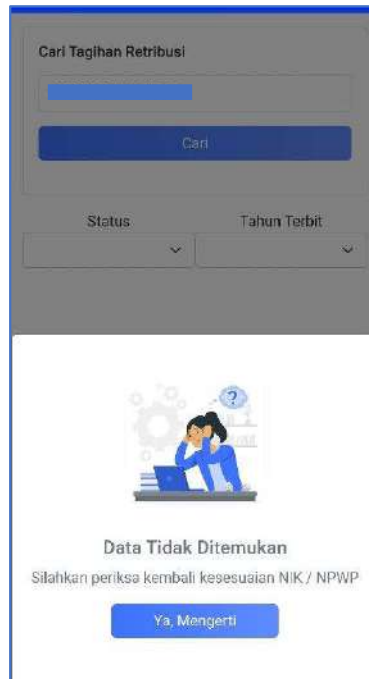 Cari Tagihan Retribusi
Cari
Status
Tahun Terbit
?
Data Tidak Ditemukan
Silahkan periksa kembali kesesuaian NIK / NPWP
Ya, Mengerti